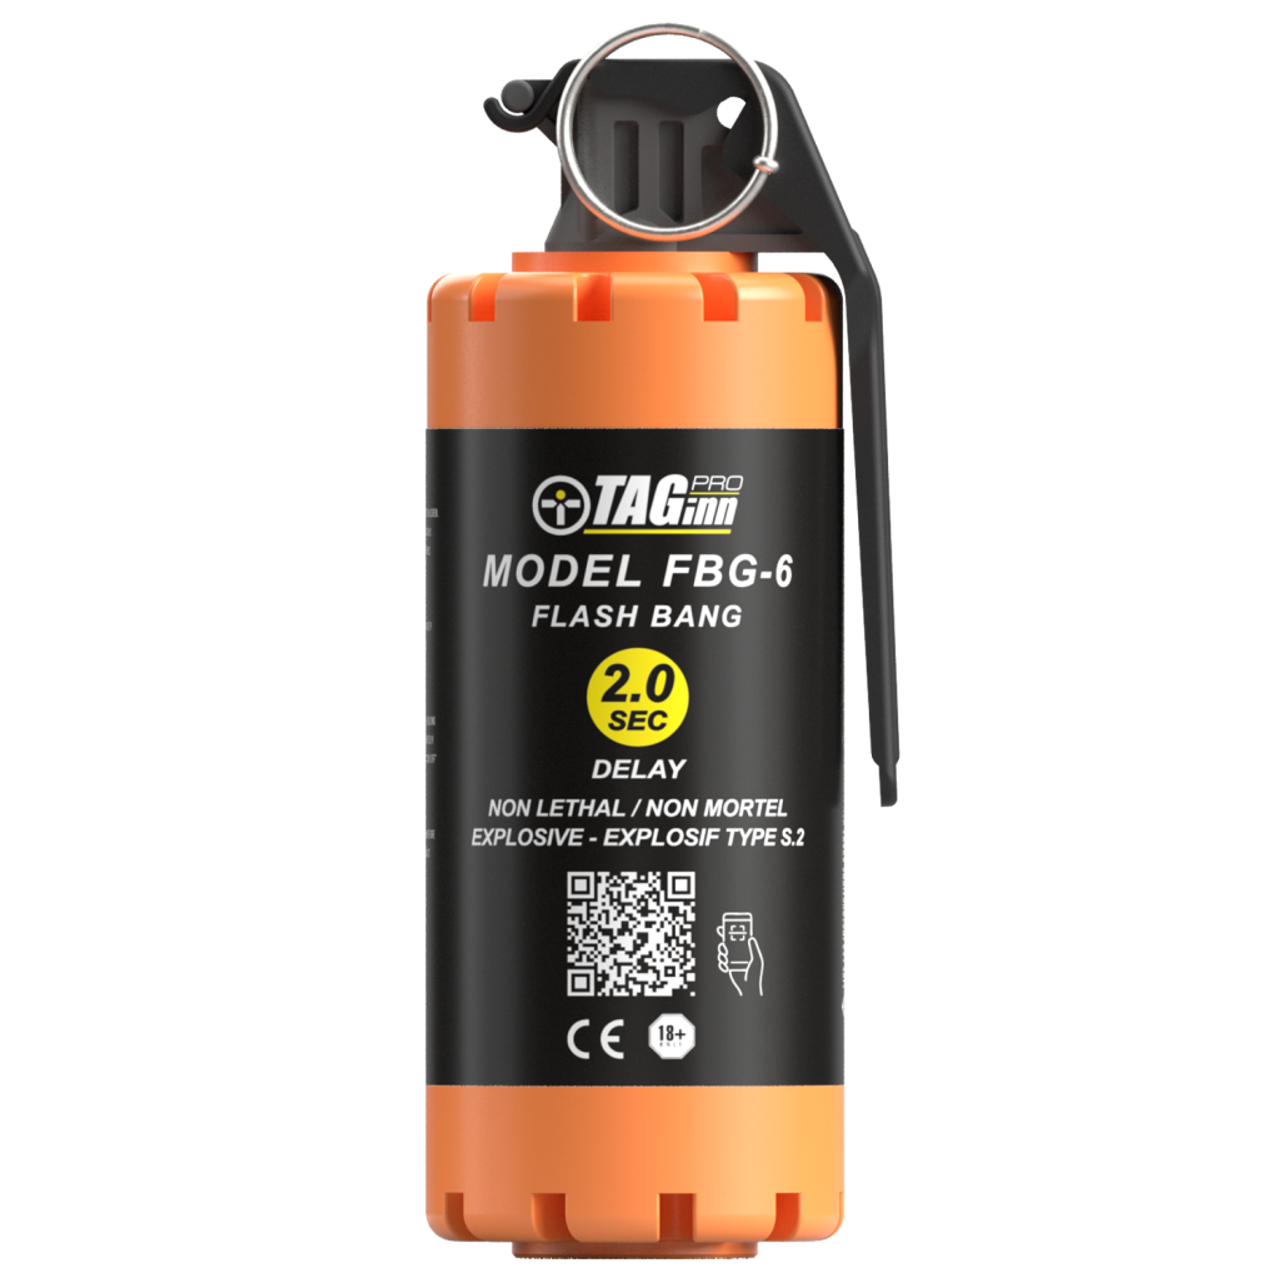 TAGinn PRO
MODEL FBG-6
FLASH BANG
2.0
SEC
DELAY
NON LETHAL / NON MORTEL
EXPLOSIVE - EXPLOSIF TYPE S.2
CE
18+